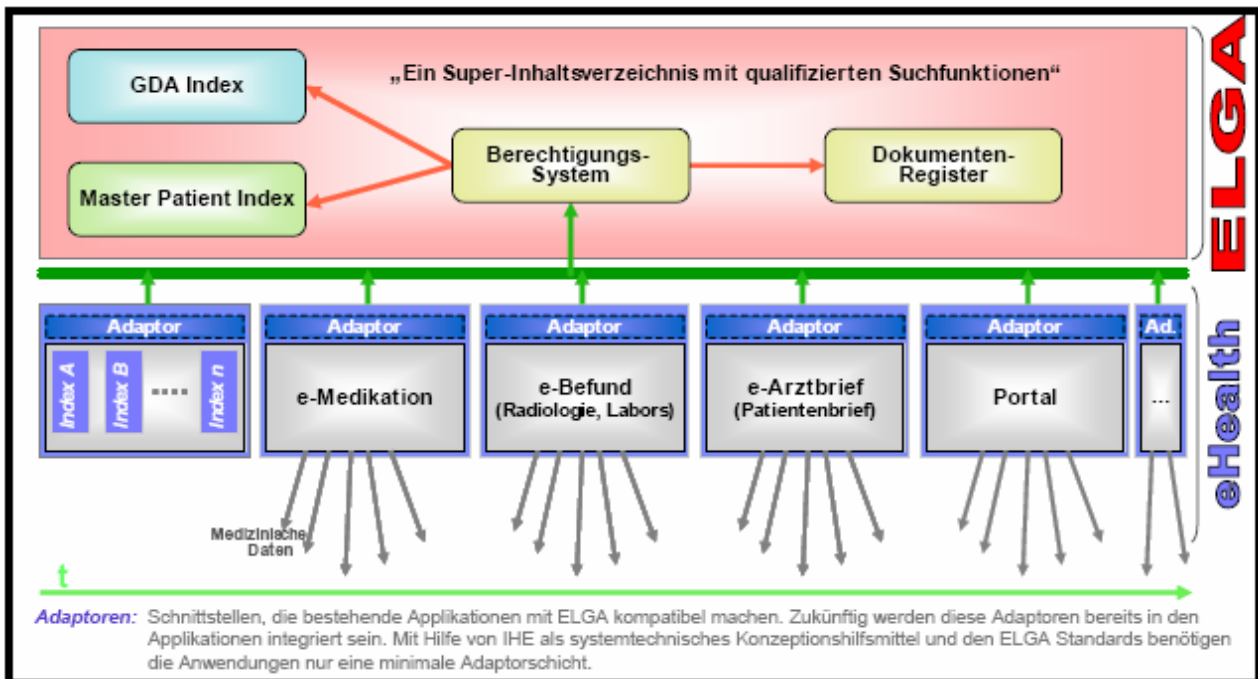 GDA Index
„Ein Super-Inhaltsverzeichnis mit qualifizierten Suchfunktionen“
Berechtigungs-
System
Dokumenten-
Register
Master Patient Index
ELGA
Adaptor
Index A
Index B
....
Index n
Adaptor
e-Medikation
Adaptor
e-Befund
(Radiologie, Labors)
Adaptor
e-Arztbrief
(Patientenbrief)
Adaptor
Portal
Ad.
...
eHealth
Medizinische
Daten
t
Adaptoren: Schnittstellen, die bestehende Applikationen mit ELGA kompatibel machen. Zukünftig werden diese Adaptoren bereits in den
Applikationen integriert sein. Mit Hilfe von IHE als systemtechnisches Konzeptionshilfsmittel und den ELGA Standards benötigen
die Anwendungen nur eine minimale Adaptorschicht.